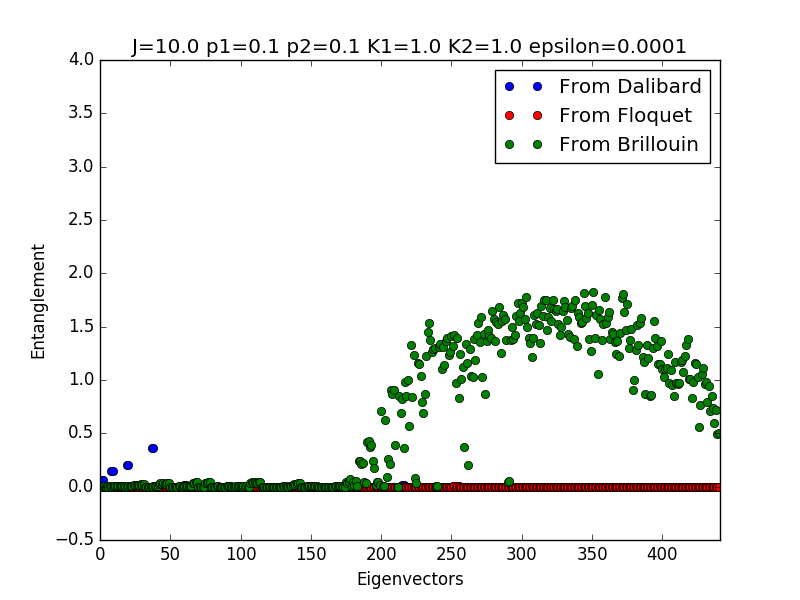 J=10.0 p1=0.1 p2=0.1 K1=1.0 K2=1.0 epsilon=0.0001
4.0
3.5
3.0
2.5
2.0
1.5
1.0
0.5
0.0
−0.5
Entanglement
From Dalibard
From Floquet
From Brillouin
0 50 100 150 200 250 300 350 400
Eigenvectors